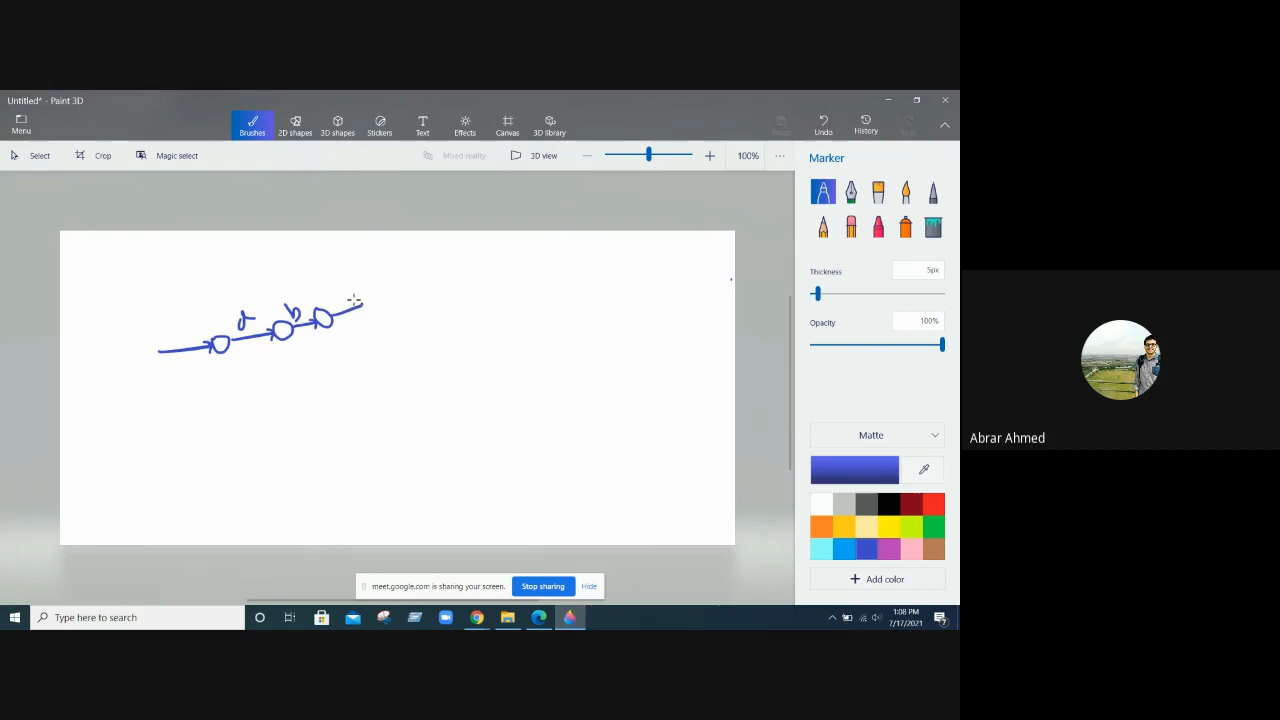 Untitled* - Paint 3D
Menu
Brushes
2D shapes
3D shapes
Stickers
Text
Effects
Canvas
3D library
Undo
History
Select
Crop
Magic select
Mixed reality
3D view
100%
Marker
Thickness
5px
Opacity
100%
Matte
Add color
b
Abrar Ahmed
meet.google.com is sharing your screen.
Stop sharing
Hide
Type here to search
1:08 PM
7/17/2021